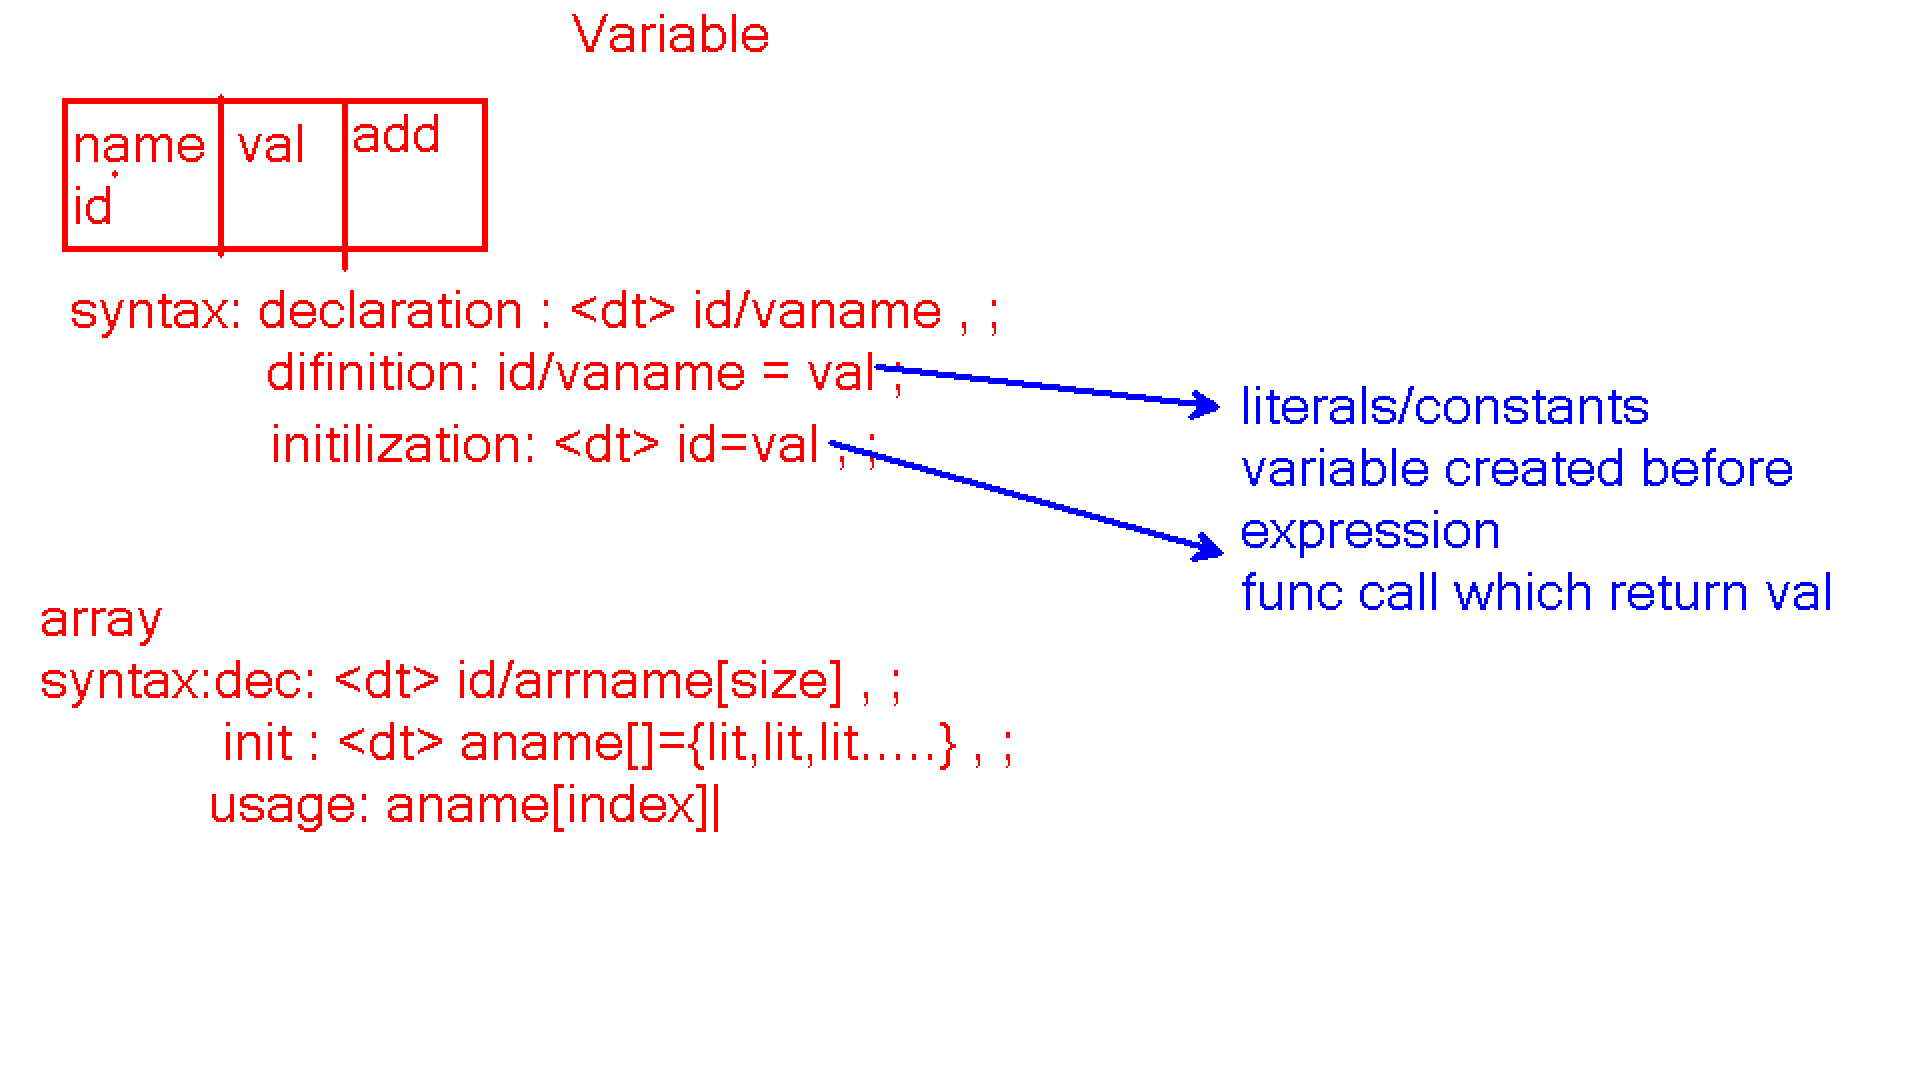 Variable
name val add
id
syntax: declaration : <dt> id/vaname , ;
difinition: id/vaname = val ;
initilization: <dt> id=val , ;
literals/constants
variable created before
expression
func call which return val
array
syntax:dec: <dt> id/arrname[size] , ;
init : <dt> aname[]={lit,lit,lit.....} , ;
usage: aname[index]